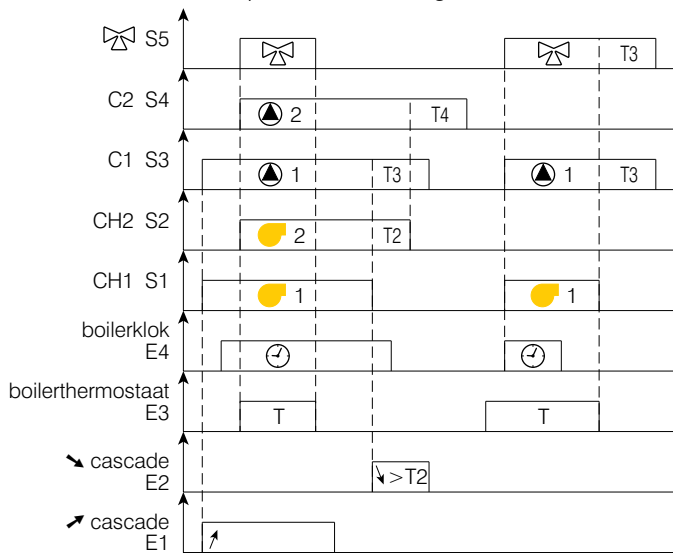 S5 T3
C2 S4 2 T4
C1 S3 1 T3 1 T3
CH2 S2 2 T2
CH1 S1 1 1
boilerklok
E4
boilerthermostaat
E3 T T
➘ cascade
E2 >T2
➚ cascade
E1